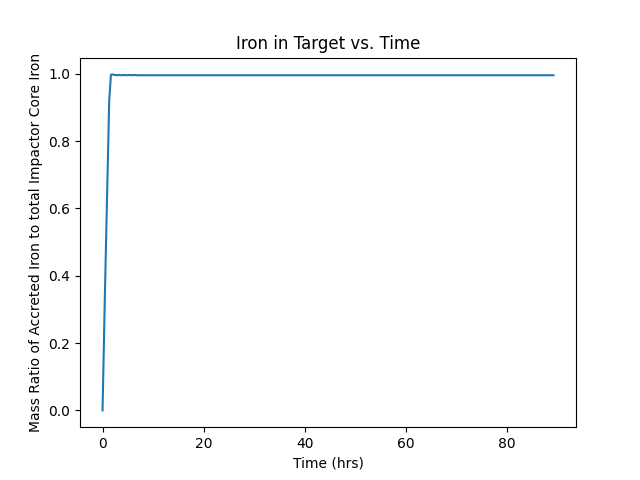 Iron in Target vs. Time
Mass Ratio of Accreted Iron to total Impactor Core Iron
1.0
0.8
0.6
0.4
0.2
0.0
0 20 40 60 80
Time (hrs)